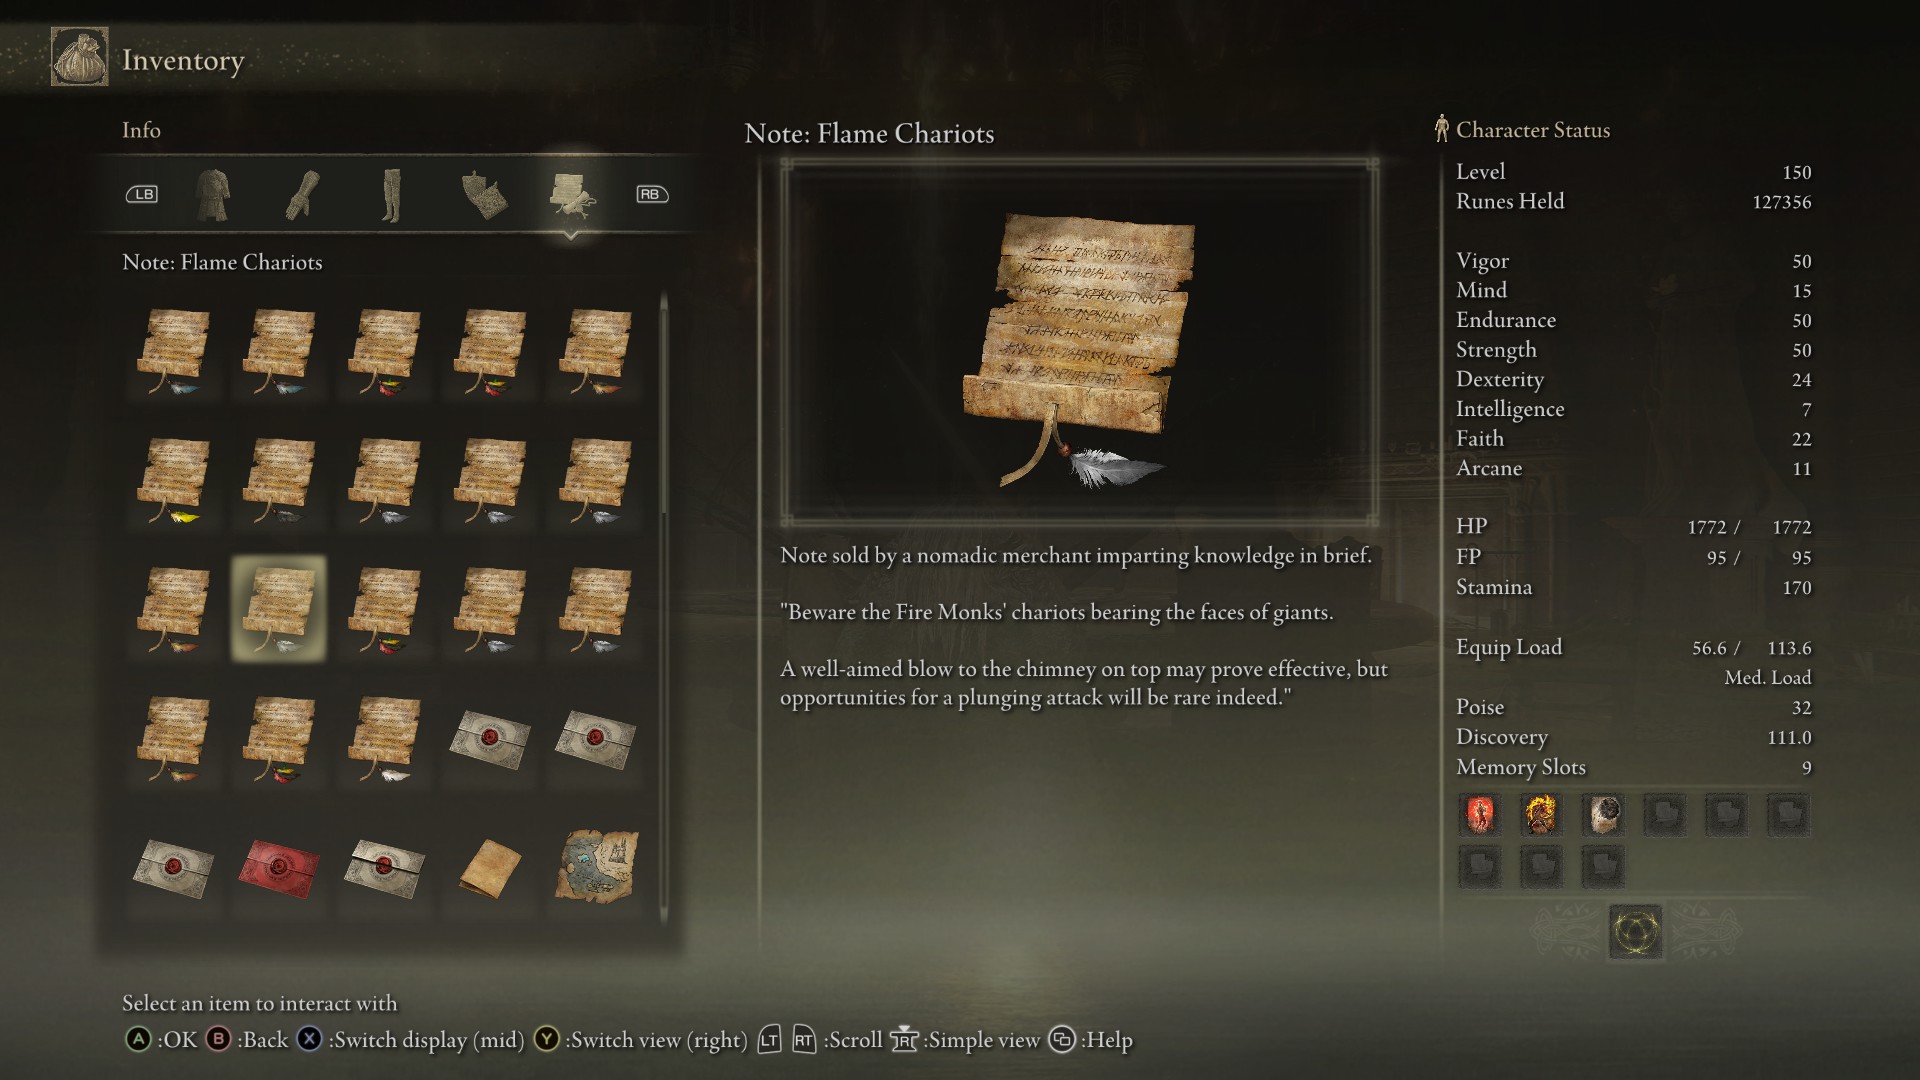 Inventory
Info
LB
RB
Note: Flame Chariots
Note: Flame Chariots
Note sold by a nomadic merchant imparting knowledge in brief.
"Beware the Fire Monks' chariots bearing the faces of giants.
A well-aimed blow to the chimney on top may prove effective, but
opportunities for a plunging attack will be rare indeed."
Character Status
Level 150
Runes Held 127356
Vigor 50
Mind 15
Endurance 50
Strength 50
Dexterity 24
Intelligence 7
Faith 22
Arcane 11
HP 1772 / 1772
FP 95 / 95
Stamina 170
Equip Load 56.6 / 113.6
Med. Load
Poise 32
Discovery 111.0
Memory Slots 9
Select an item to interact with
A :OK B :Back X :Switch display (mid) Y :Switch view (right) LT RT :Scroll R :Simple view :Help